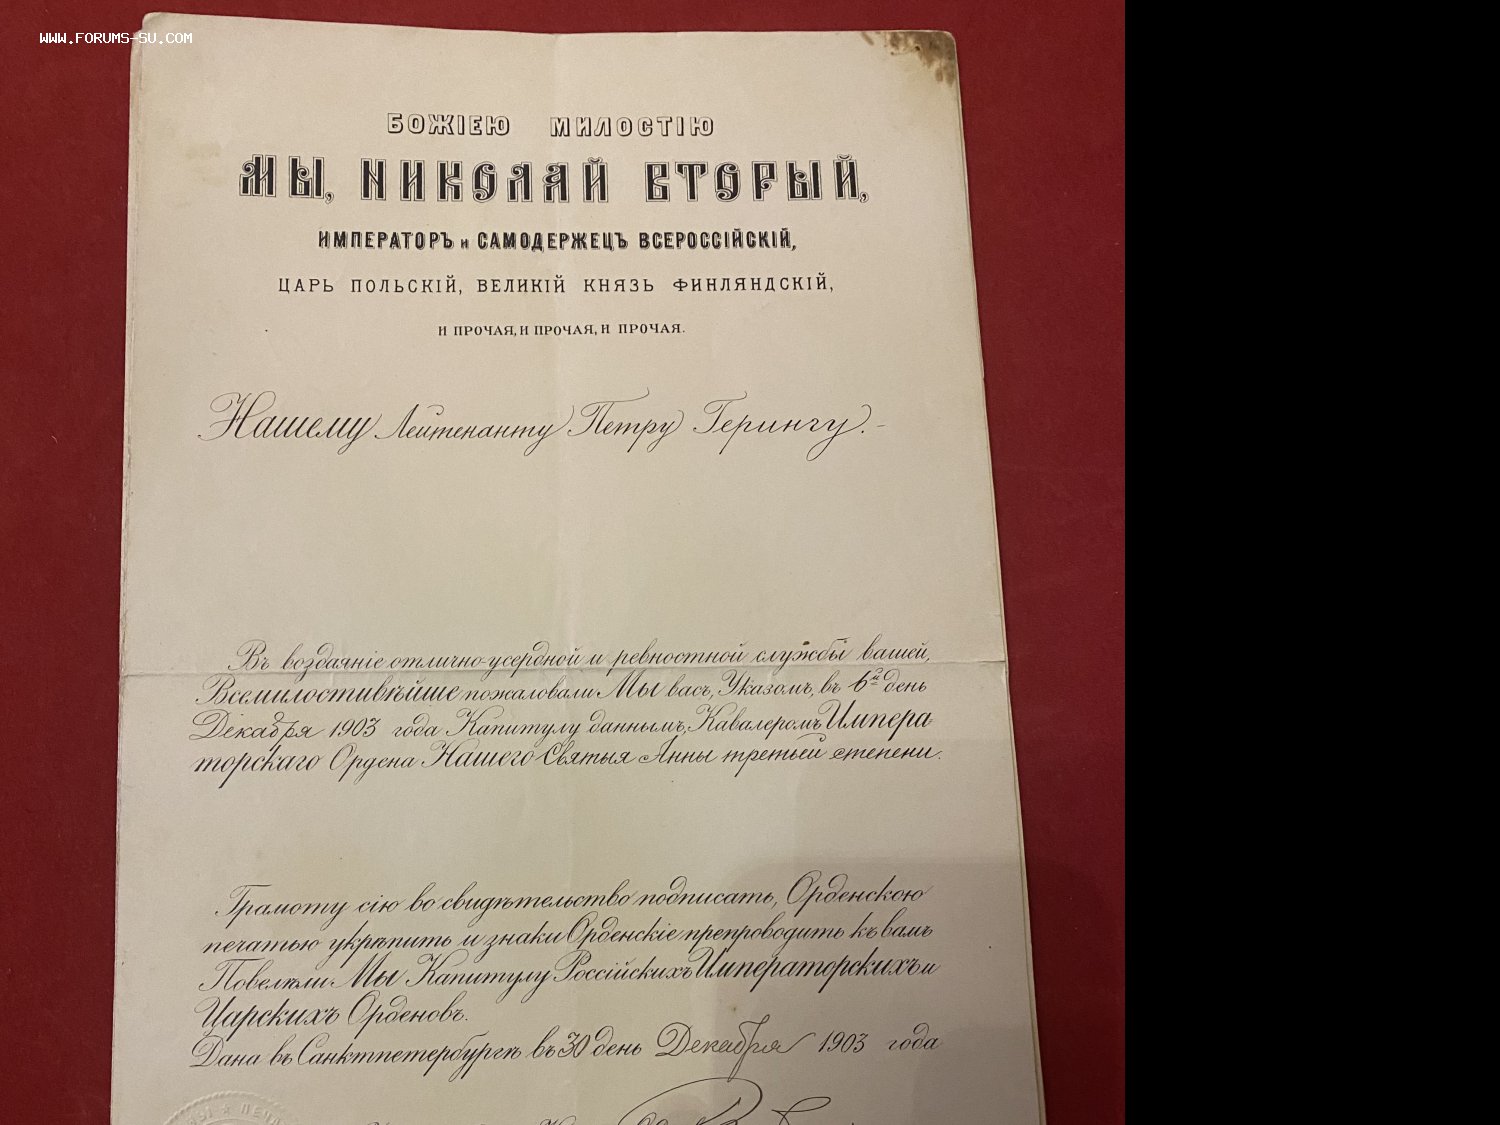 WWW.FORUMS-SU.COM
БОЖІЕЮ МИЛОСТІЮ
МЫ, НИКОЛАЙ ВТОРЫЙ,
ИМПЕРАТОРЪ и САМОДЕРЖЕЦЪ ВСЕРОССІЙСКІЙ,
ЦАРЬ ПОЛЬСКІЙ, ВЕЛИКІЙ КНЯЗЬ ФИНЛЯНДСКІЙ,
И ПРОЧАЯ, И ПРОЧАЯ, И ПРОЧАЯ.
Нашему Лейтенанту Петру Герингу.-
Въ воздаяніе отлично-усердной и ревностной службы вашей,
Всемилостивѣйше пожаловали Мы васъ, Указомъ, въ 6й день
Декабря 1903 года Капитулу даннымъ, Кавалеромъ Импера-
торскаго Ордена Нашего Святыя Анны третьей степени.
Грамоту сію во свидѣтельство подписать, Орденскою
печатью укрѣпить и знаки Орденскіе препроводить къ вамъ
Повелѣли Мы Капитулу Россійскихъ Императорскихъ и
Царскихъ Орденовъ.
Дана въ Санктпетербургѣ въ 30 день Декабря 1903 года